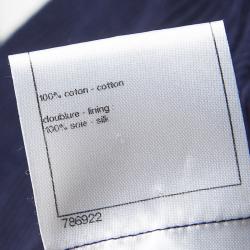 100% coton - cotton
doublure - lining :
100% soie - silk
786922